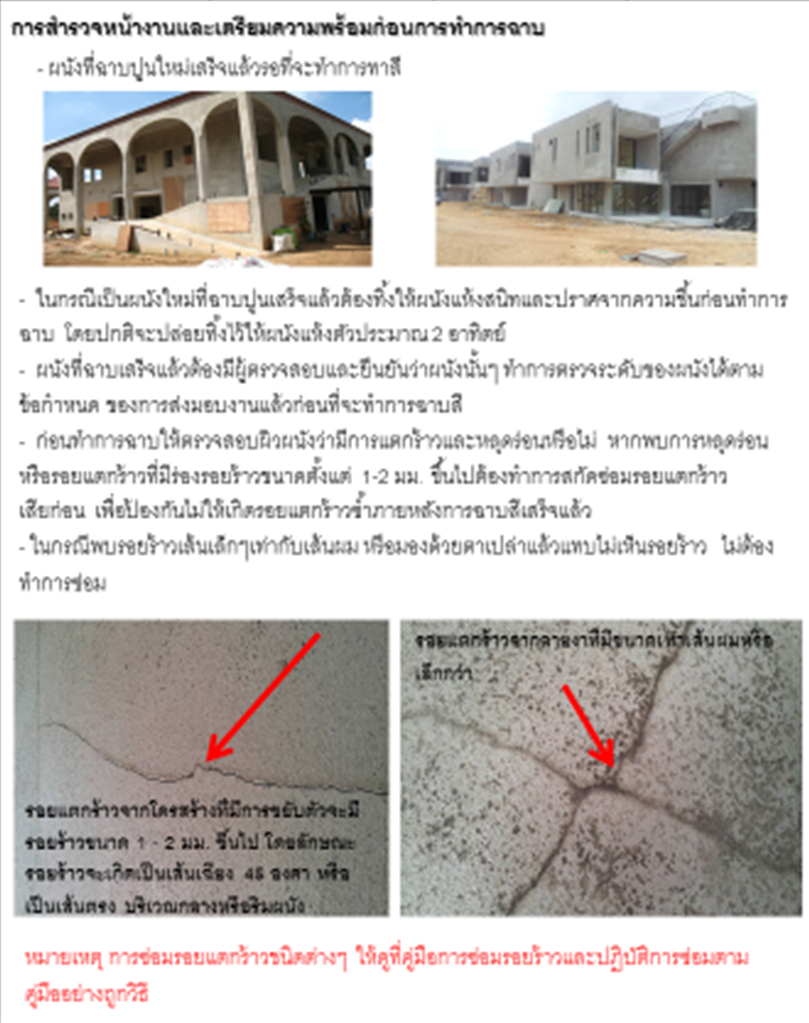 การสำรวจหน้างานและเตรียมความพร้อมก่อนการทำการฉาบ
- ผนังที่ฉาบปูนใหม่เสร็จแล้วรอที่จะทำการทาสี
- ในกรณีเป็นผนังใหม่ที่ฉาบปูนเสร็จแล้วต้องทิ้งให้ผนังแห้งสนิทและปราศจากความชื้นก่อนทำการ
ฉาบ โดยปกติจะปล่อยทิ้งไว้ให้ผนังแห้งตัวประมาณ 2 อาทิตย์
- ผนังที่ฉาบเสร็จแล้วต้องมีผู้ตรวจสอบและยืนยันว่าผนังนั้นๆ ทำการตรวจระดับของผนังได้ตาม
ข้อกำหนด ของการส่งมอบงานแล้วก่อนที่จะทำการฉาบสี
- ก่อนทำการฉาบให้ตรวจสอบผิวผนังว่ามีการแตกร้าวและหลุดร่อนหรือไม่ หากพบการหลุดร่อน
หรือรอยแตกร้าวที่มีร่องรอยร้าวขนาดตั้งแต่ 1-2 มม. ขึ้นไปต้องทำการสกัดซ่อมรอยแตกร้าว
เสียก่อน เพื่อป้องกันไม่ให้เกิดรอยแตกร้าวซ้ำภายหลังการฉาบสีเสร็จแล้ว
- ในกรณีพบรอยร้าวเส้นเล็กๆเท่ากับเส้นผม หรือมองด้วยตาเปล่าแล้วแทบไม่เห็นรอยร้าว ไม่ต้อง
ทำการซ่อม
รอยแตกร้าวจากโครสร้างที่มีการขยับตัวจะมี
รอยร้าวขนาด 1 - 2 มม. ขึ้นไป โดยลักษณะ
รอยร้าวจะเกิดเป็นเส้นเฉียง 45 องศา หรือ
เป็นเส้นตรง บริเวณกลางหรือริมผนัง
รอยแตกร้าวจากลายงาที่มีขนาดเท่าเส้นผมหรือ
เล็กกว่า
หมายเหตุ การซ่อมรอยแตกร้าวชนิดต่างๆ ให้ดูที่คู่มือการซ่อมรอยร้าวและปฏิบัติการซ่อมตาม
คู่มืออย่างถูกวิธี